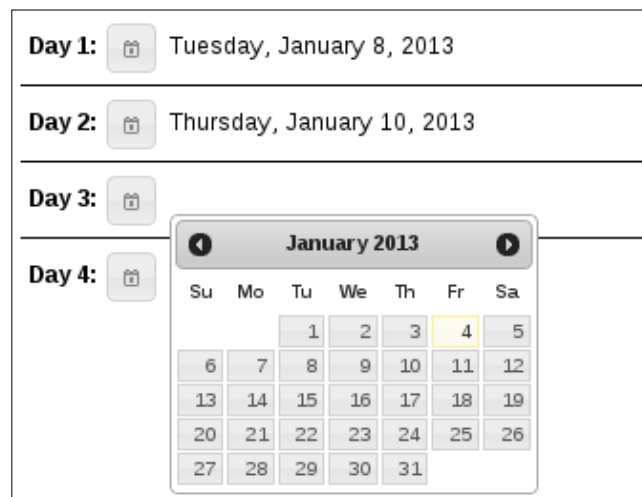 Day 1: Tuesday, January 8, 2013
Day 2: Thursday, January 10, 2013
Day 3:
January 2013
Day 4:
Su Mo Tu We Th Fr Sa
1 2 3 4 5
6 7 8 9 10 11 12
13 14 15 16 17 18 19
20 21 22 23 24 25 26
27 28 29 30 31